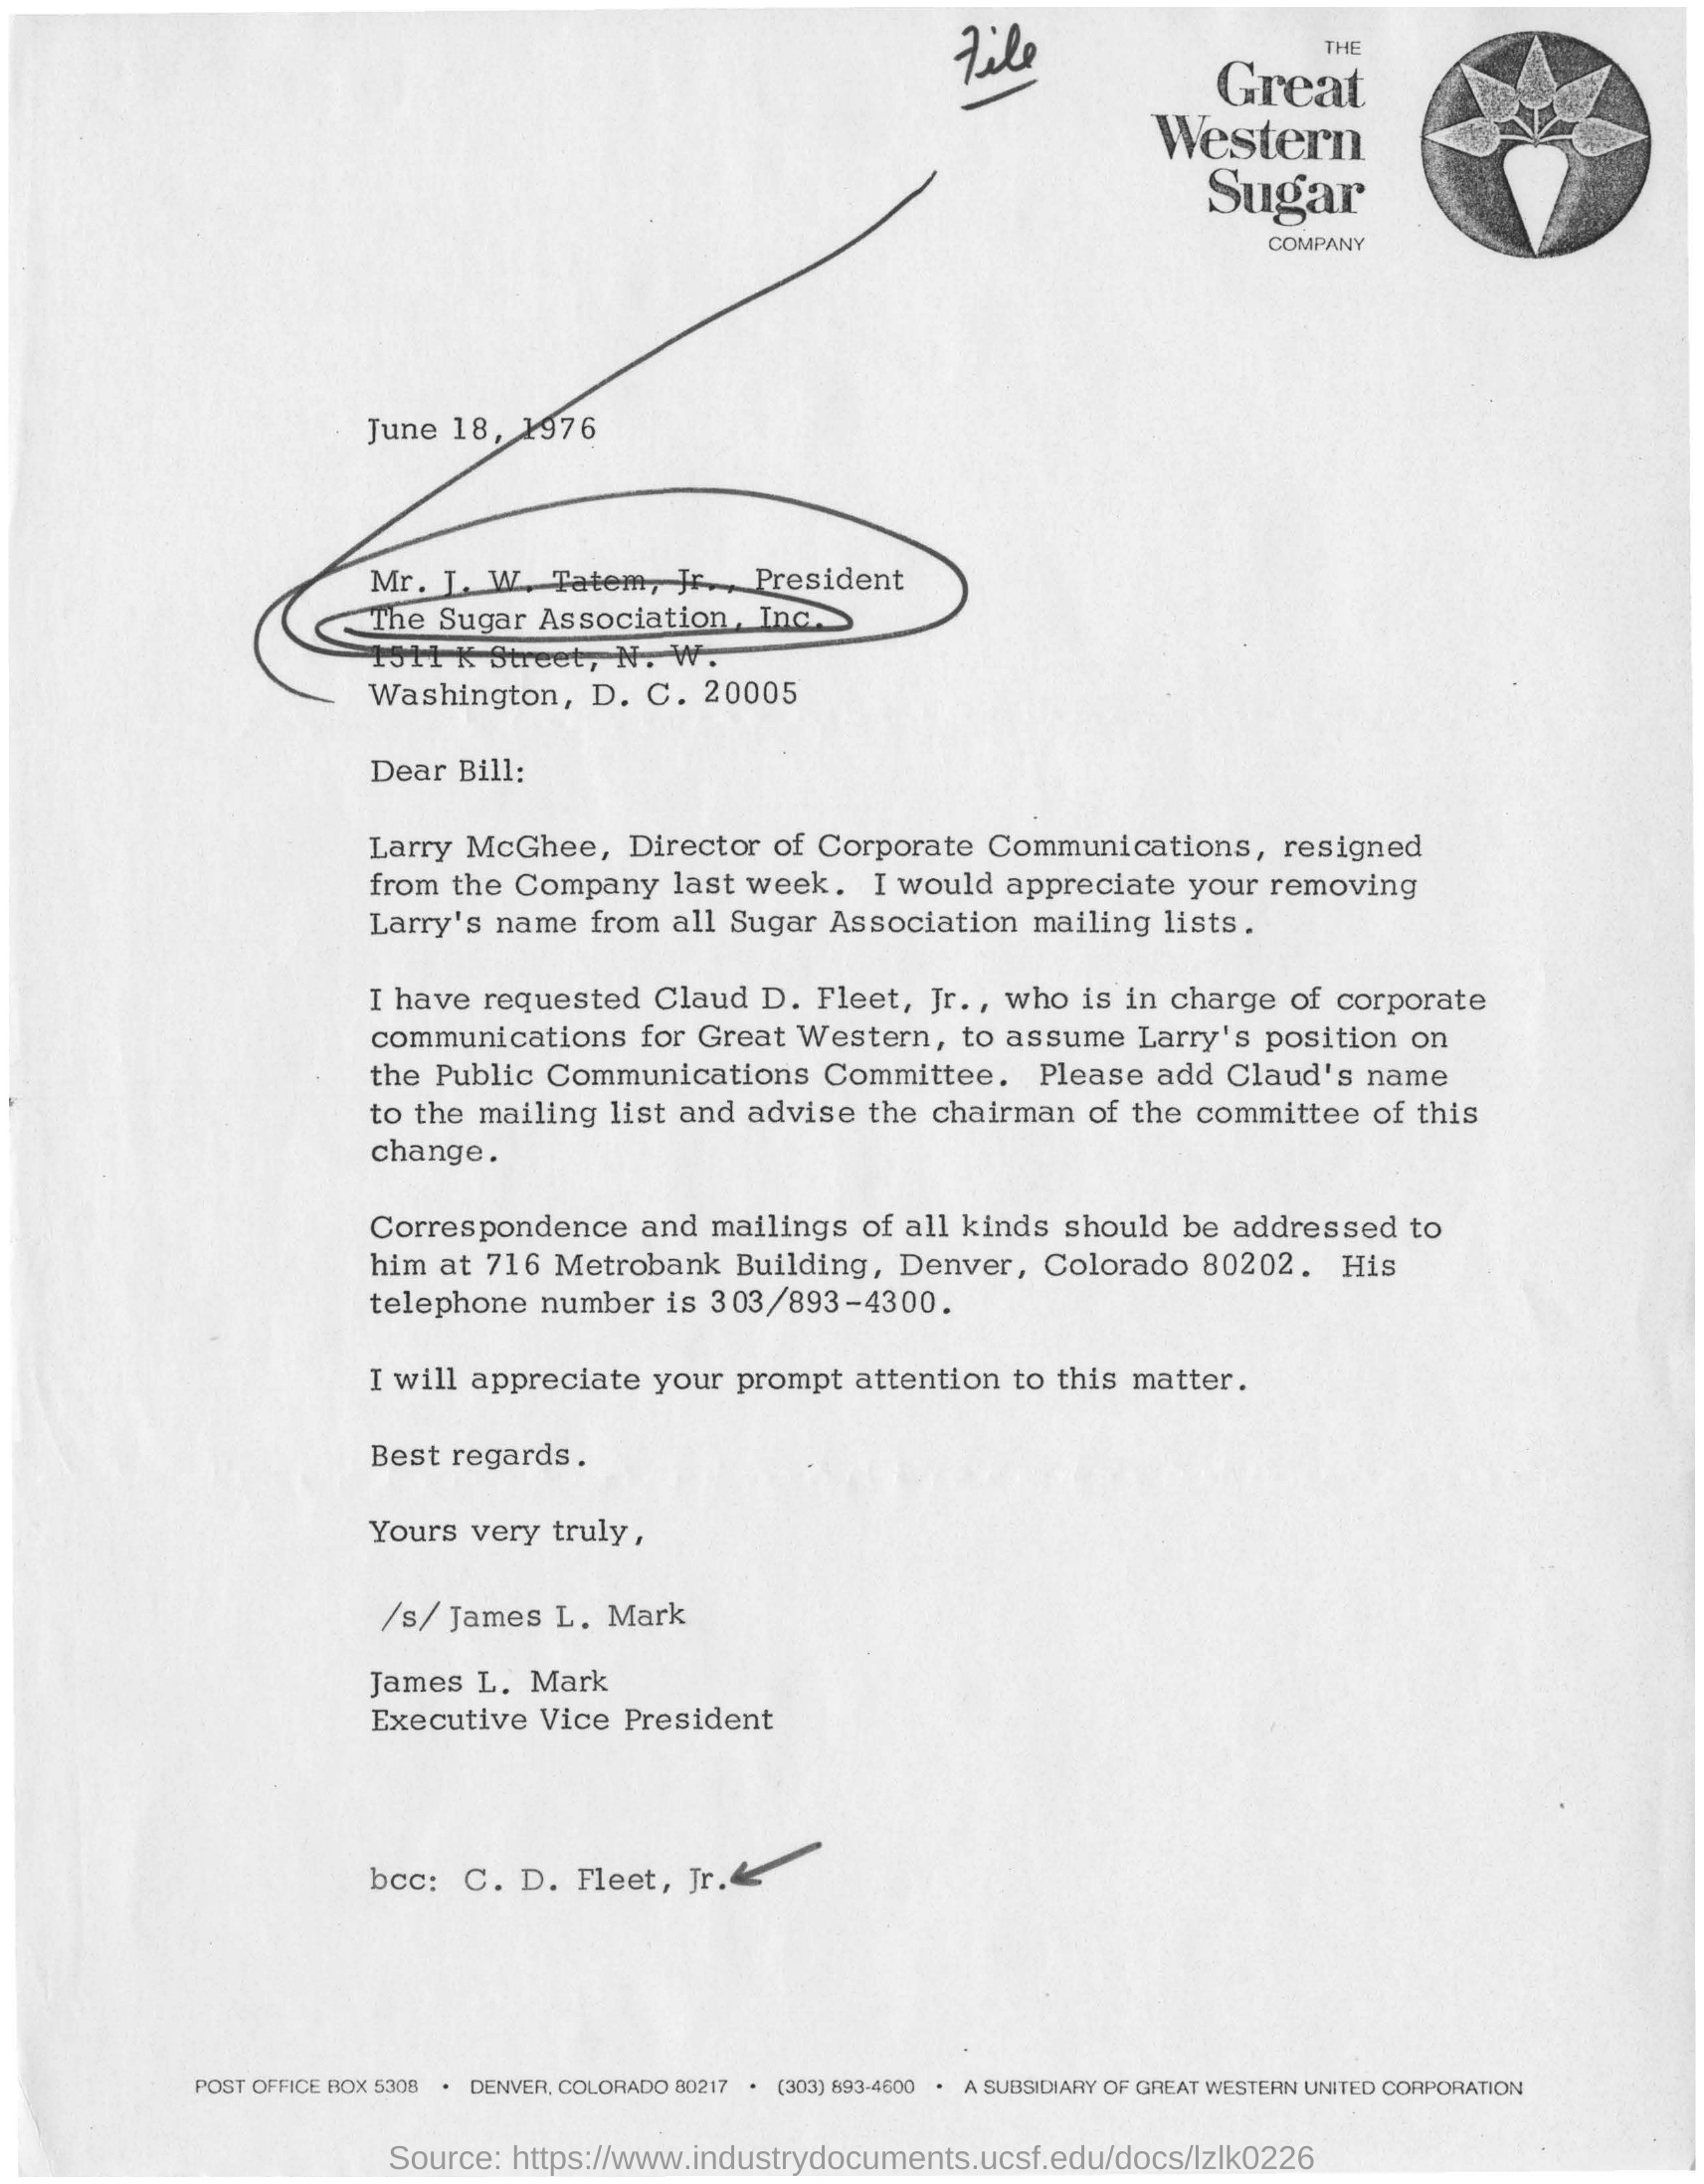 File
THE
Great
Western
Sugar
COMPANY
June 18, 1976
Mr. J. W. Tatem, Jr., President
The Sugar Association, Inc.
1511 K Street, N. W.
Washington, D. C. 20005
Dear Bill:
Larry McGhee, Director of Corporate Communications, resigned
from the Company last week. I would appreciate your removing
Larry's name from all Sugar Association mailing lists.
I have requested Claud D. Fleet, Jr., who is in charge of corporate
communications for Great Western, to assume Larry's position on
the Public Communications Committee. Please add Claud's name
to the mailing list and advise the chairman of the committee of this
change.
Correspondence and mailings of all kinds should be addressed to
him at 716 Metrobank Building, Denver, Colorado 80202. His
telephone number is 303/893-4300.
I will appreciate your prompt attention to this matter.
Best regards.
Yours very truly,
/s/ James L. Mark
James L. Mark
Executive Vice President
bcc: C. D. Fleet, Jr.
POST OFFICE BOX 5308 • DENVER, COLORADO 80217 • (303) 893-4600 • A SUBSIDIARY OF GREAT WESTERN UNITED CORPORATION
Source: https://www.industrydocuments.ucsf.edu/docs/lzlk0226